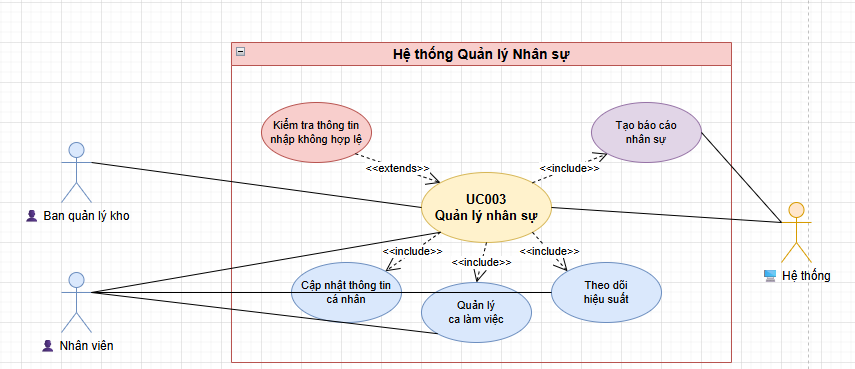 Hệ thống Quản lý Nhân sự
Kiểm tra thông tin
nhập không hợp lệ
Tạo báo cáo
nhân sự
<<extends>>
<<include>>
UC003
Quản lý nhân sự
Ban quản lý kho
<<include>>
<<include>>
<<include>>
Cập nhật thông tin
cá nhân
Quản lý
ca làm việc
Theo dõi
hiệu suất
Hệ thống
Nhân viên